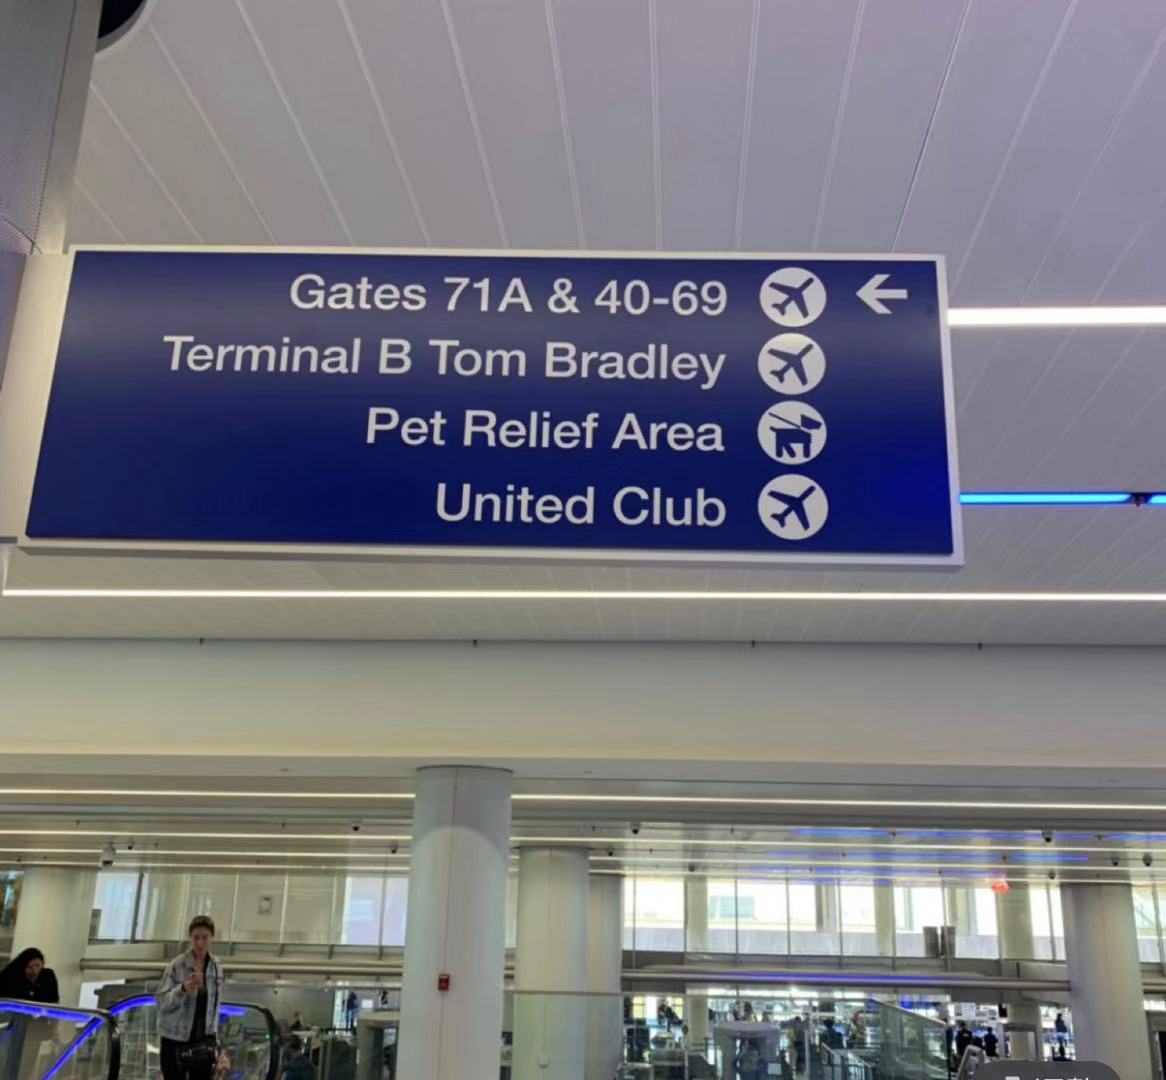 Gates 71A & 40-69
Terminal B Tom Bradley
Pet Relief Area
United Club